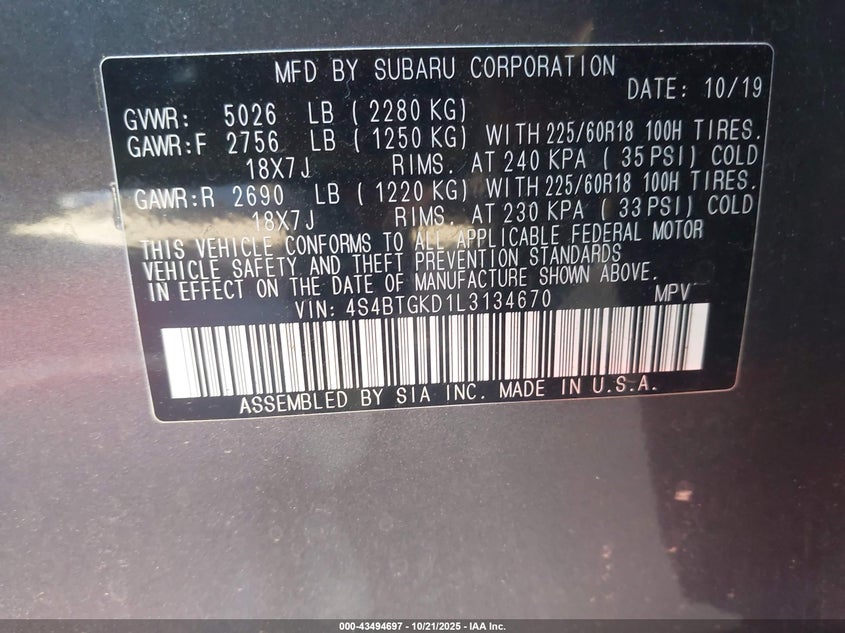 MFD BY SUBARU CORPORATION
DATE: 10/19
GVWR: 5026 LB ( 2280 KG)
GAWR:F 2756 LB ( 1250 KG) WITH 225/60R18 100H TIRES.
18X7J RIMS. AT 240 KPA ( 35 PSI) COLD
GAWR:R 2690 LB ( 1220 KG) WITH 225/60R18 100H TIRES.
18X7J RIMS. AT 230 KPA ( 33 PSI) COLD
THIS VEHICLE CONFORMS TO ALL APPLICABLE FEDERAL MOTOR
VEHICLE SAFETY AND THEFT PREVENTION STANDARDS
IN EFFECT ON THE DATE OF MANUFACTURE SHOWN ABOVE.
VIN: 4S4BTGKD1L3134670 MPV
ASSEMBLED BY SIA INC. MADE IN U.S.A.
000-43494697 - 10/21/2025 - IAA Inc.